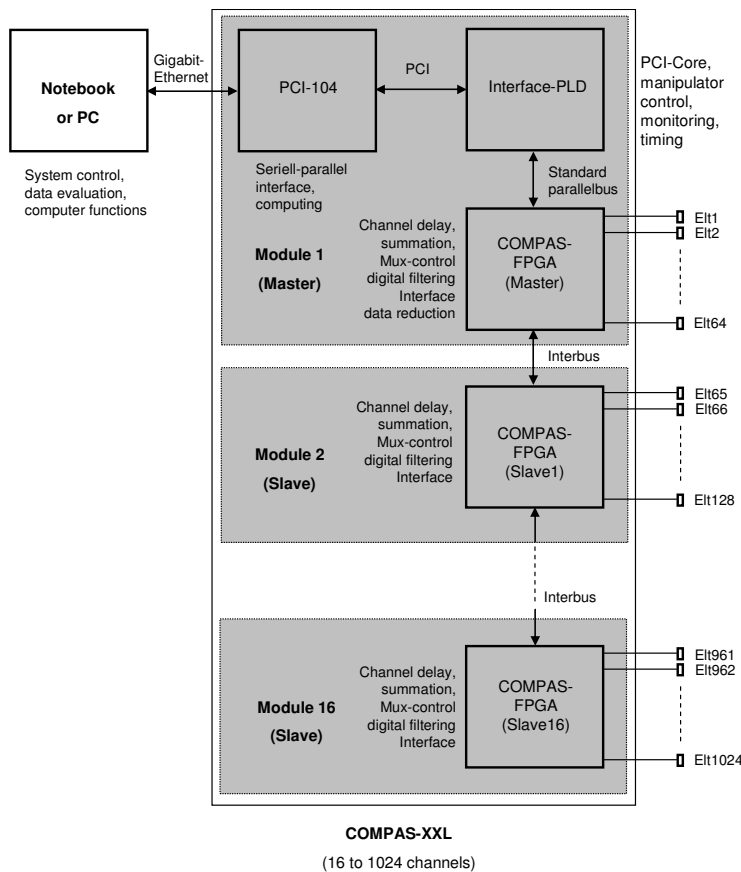 Notebook
or PC
Gigabit-
Ethernet
System control,
data evaluation,
computer functions
PCI-104
PCI
Interface-PLD
PCI-Core,
manipulator
control,
monitoring,
timing
Seriell-parallel
interface,
computing
Standard
parallelbus
Module 1
(Master)
Channel delay,
summation,
Mux-control
digital filtering
Interface
data reduction
COMPAS-
FPGA
(Master)
Elt1
Elt2
Elt64
Interbus
Module 2
(Slave)
Channel delay,
summation,
Mux-control
digital filtering
Interface
COMPAS-
FPGA
(Slave1)
Elt65
Elt66
Elt128
Interbus
Module 16
(Slave)
Channel delay,
summation,
Mux-control
digital filtering
Interface
COMPAS-
FPGA
(Slave16)
Elt961
Elt962
Elt1024
COMPAS-XXL
(16 to 1024 channels)